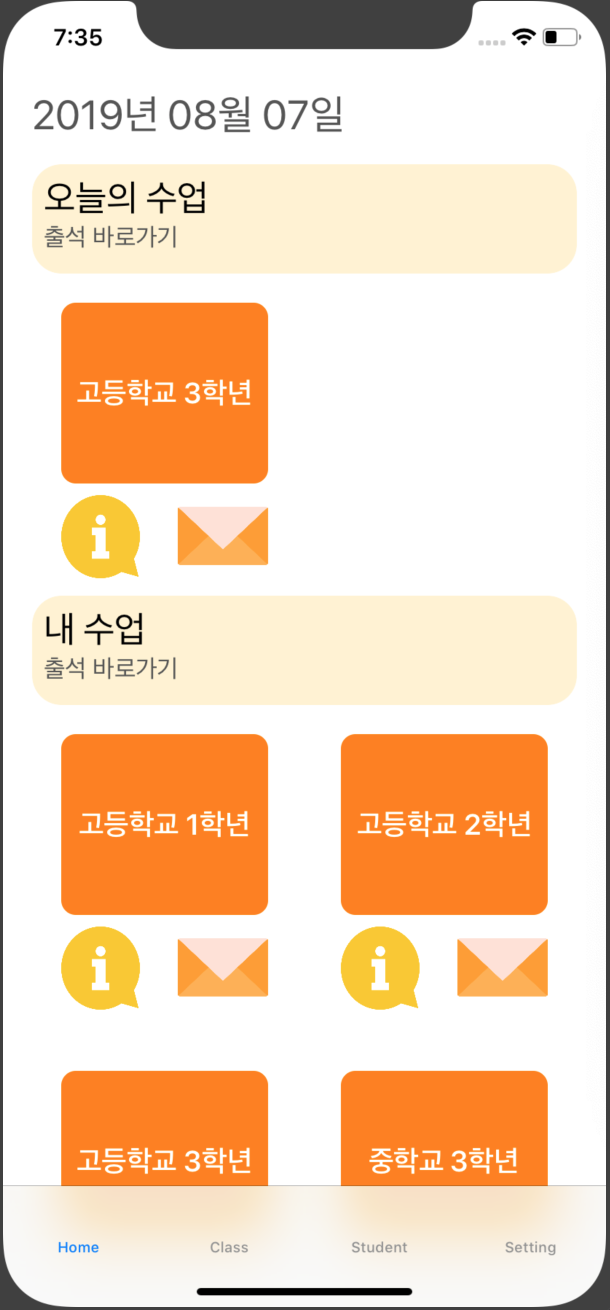 7:35
2019년 08월 07일
오늘의 수업
출석 바로가기
고등학교 3학년
내 수업
출석 바로가기
고등학교 1학년
고등학교 2학년
고등학교 3학년
중학교 3학년
Home
Class
Student
Setting